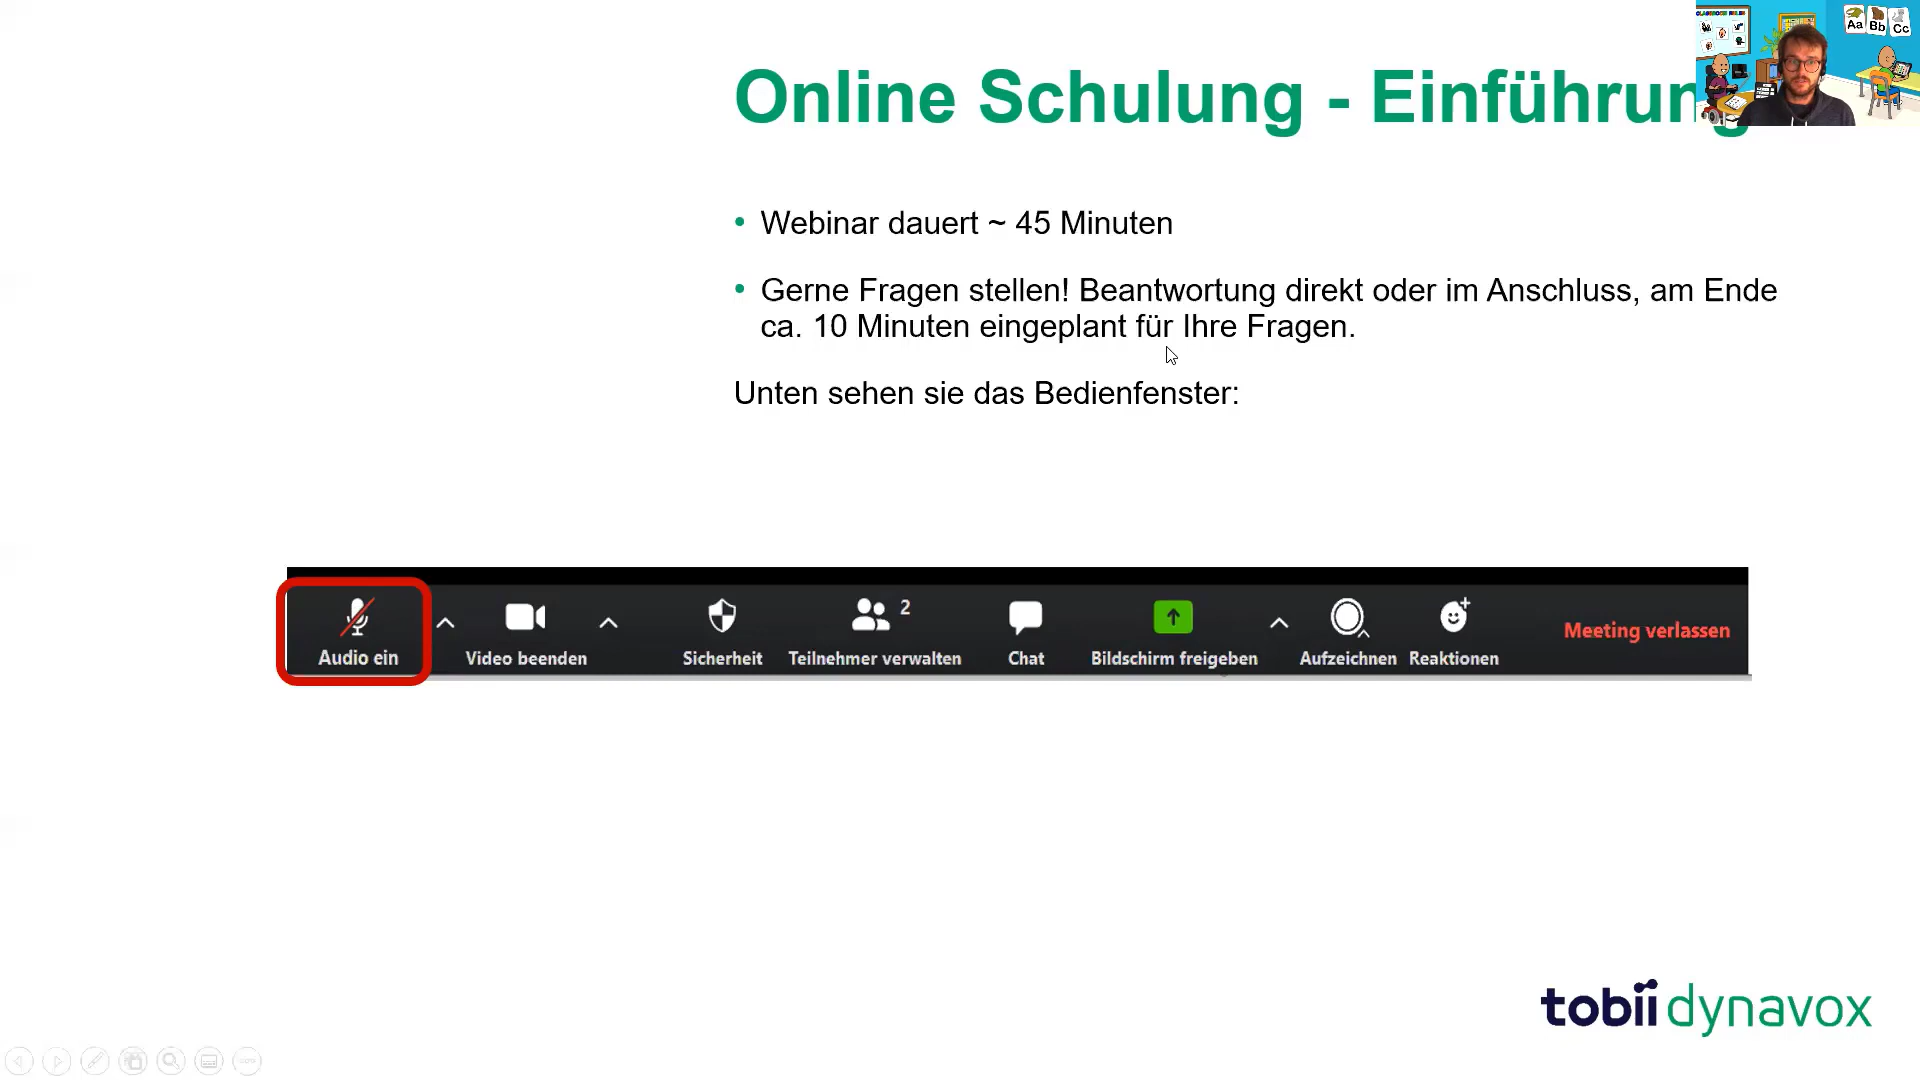 Online Schulung - Einführung
Aa Bb Cc
• Webinar dauert ~ 45 Minuten
• Gerne Fragen stellen! Beantwortung direkt oder im Anschluss, am Ende
ca. 10 Minuten eingeplant für Ihre Fragen.
Unten sehen sie das Bedienfenster:
2
Audio ein
Video beenden
Sicherheit
Teilnehmer verwalten
Chat
Bildschirm freigeben
Aufzeichnen
Reaktionen
Meeting verlassen
tobii dynavox